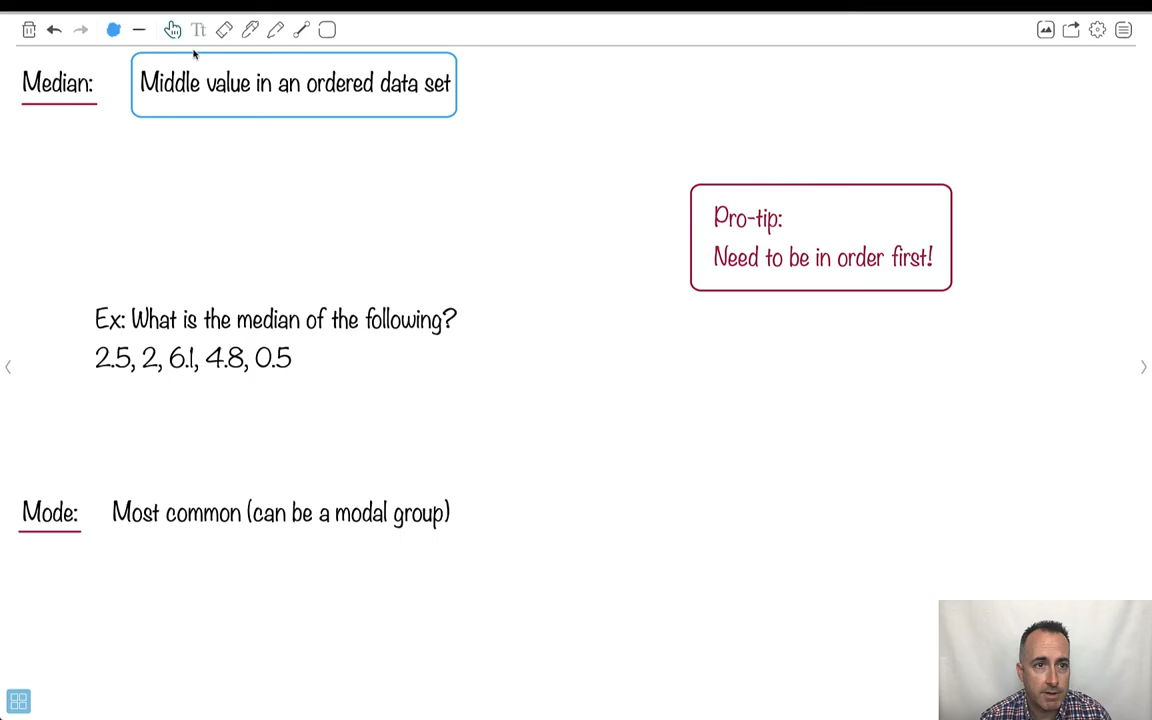 Tt
Median: Middle value in an ordered data set
Pro-tip:
Need to be in order first!
Ex: What is the median of the following?
2.5, 2, 6.1, 4.8, 0.5
Mode: Most common (can be a modal group)